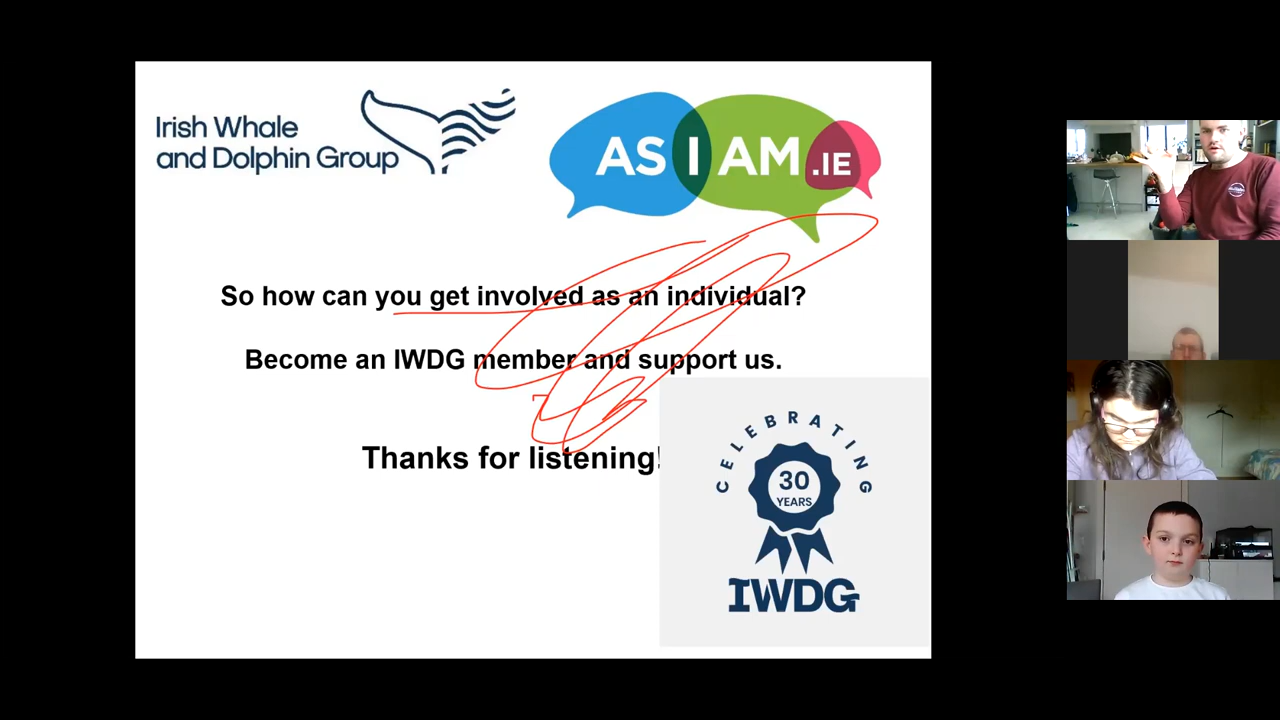 Irish Whale
and Dolphin Group
AS I AM .IE
So how can you get involved as an individual?
Become an IWDG member and support us.
Thanks for listening!
CELEBRATING
30
YEARS
IWDG